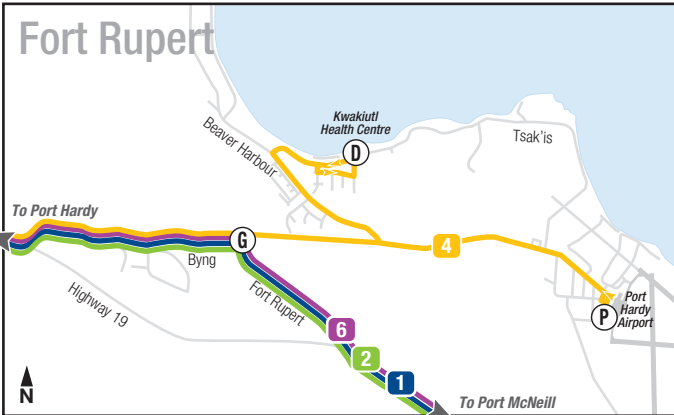 Fort Rupert
Kwakiutl
Health Centre
D
Beaver Harbour
Tsak'is
To Port Hardy
G
4
Byng
Highway 19
Fort Rupert
Port
Hardy
Airport
P
6
2
1
N
To Port McNeill